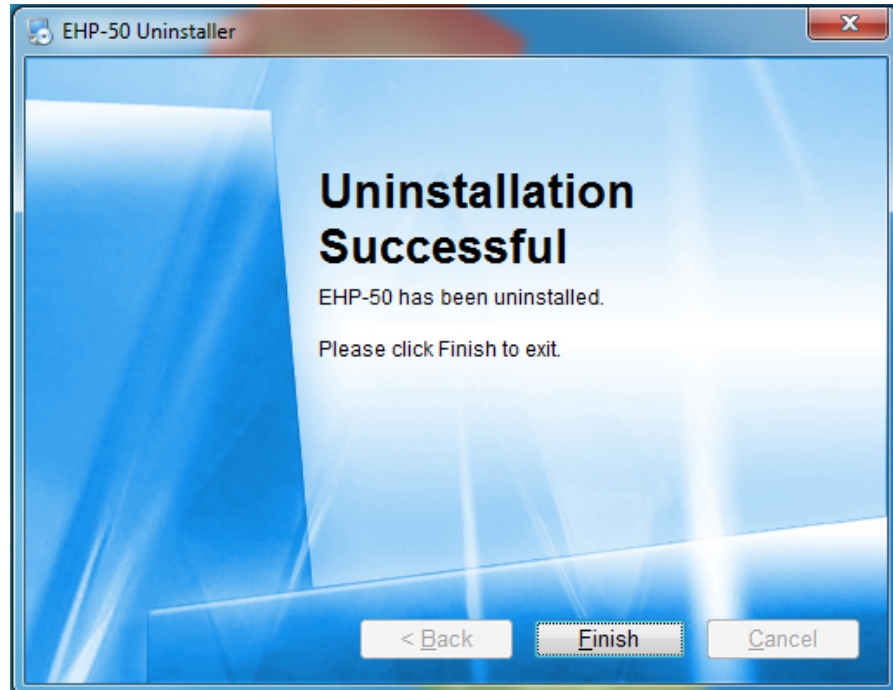 EHP-50 Uninstaller
Uninstallation
Successful
EHP-50 has been uninstalled.
Please click Finish to exit.
< Back
Finish
Cancel